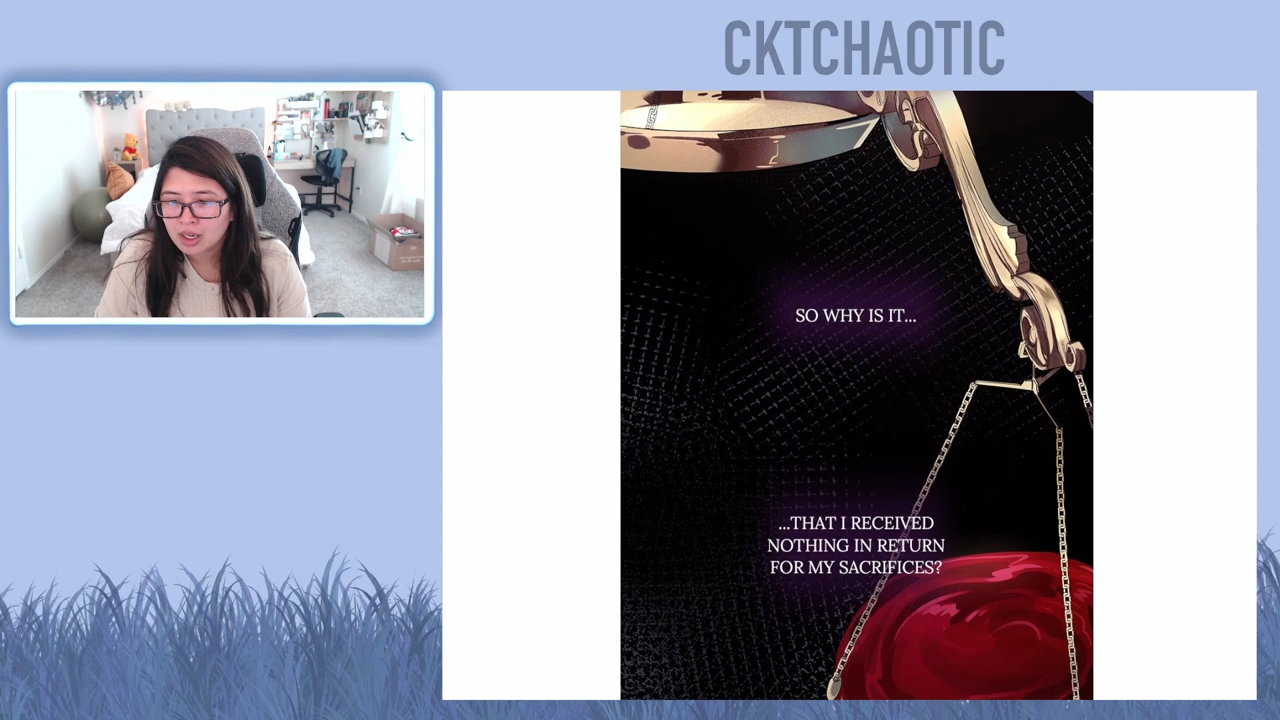 CKTCHAOTIC
SO WHY IS IT...
...THAT I RECEIVED
NOTHING IN RETURN
FOR MY SACRIFICES?